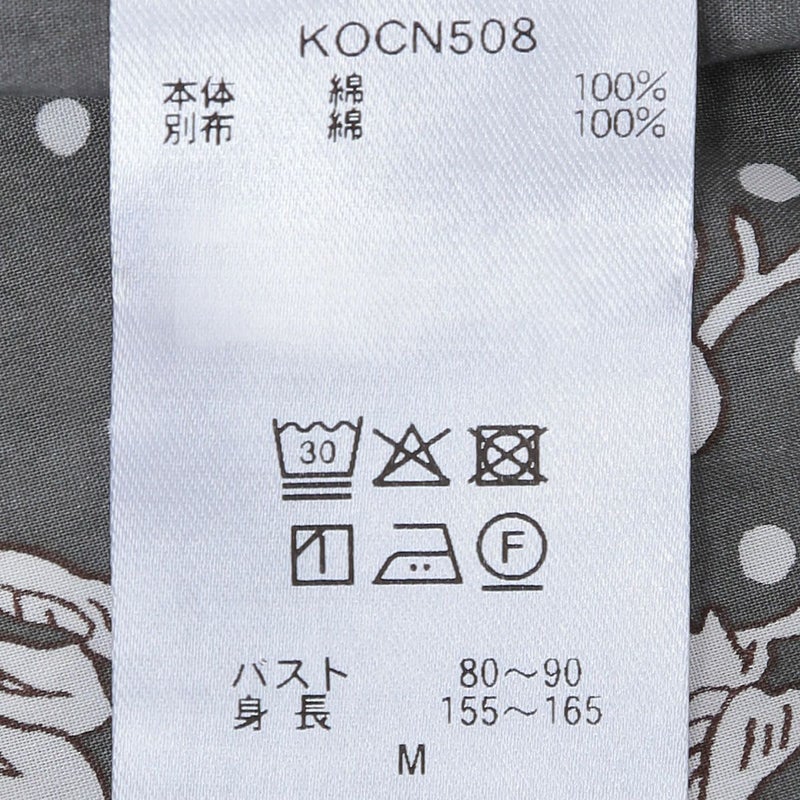 KOCN508
本体 綿 100%
別布 綿 100%
30
F
バスト 80～90
身長 155～165
M